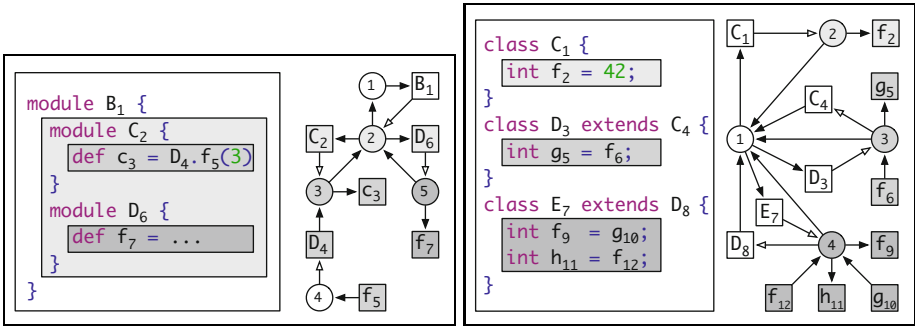 module B₁ {
module C₂ {
def c₃ = D₄.f₅(3)
}
module D₆ {
def f₇ = ...
}
}
1
B₁
C₂
2
D₆
3
c₃
5
D₄
f₇
4
f₅
class C₁ {
int f₂ = 42;
}
class D₃ extends C₄ {
int g₅ = f₆;
}
class E₇ extends D₈ {
int f₉ = g₁₀;
int h₁₁ = f₁₂;
}
C₁
2
f₂
g₅
C₄
1
3
D₃
f₆
E₇
D₈
4
f₉
f₁₂
h₁₁
g₁₀